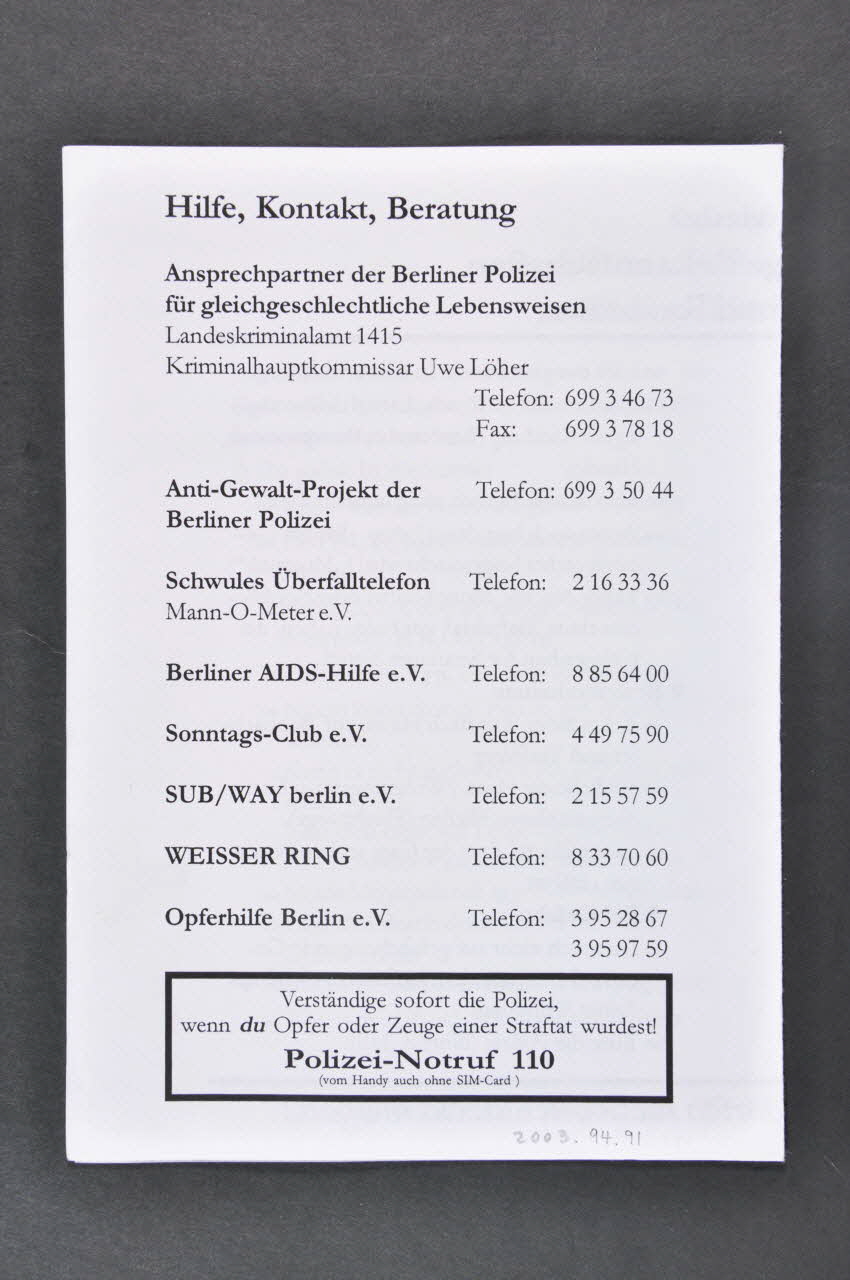 Hilfe, Kontakt, Beratung
Ansprechpartner der Berliner Polizei
für gleichgeschlechtliche Lebensweisen
Landeskriminalamt 1415
Kriminalhauptkommissar Uwe Löher
Telefon: 699 3 46 73
Fax: 699 3 78 18
Anti-Gewalt-Projekt der Telefon: 699 3 50 44
Berliner Polizei
Schwules Überfalltelefon Telefon: 2 16 33 36
Mann-O-Meter e.V.
Berliner AIDS-Hilfe e.V. Telefon: 8 85 64 00
Sonntags-Club e.V. Telefon: 4 49 75 90
SUB/WAY berlin e.V. Telefon: 2 15 57 59
WEISSER RING Telefon: 8 33 70 60
Opferhilfe Berlin e.V. Telefon: 3 95 28 67
3 95 97 59
Verständige sofort die Polizei,
wenn du Opfer oder Zeuge einer Straftat wurdest!
Polizei-Notruf 110
(vom Handy auch ohne SIM-Card )
2003. 94.91